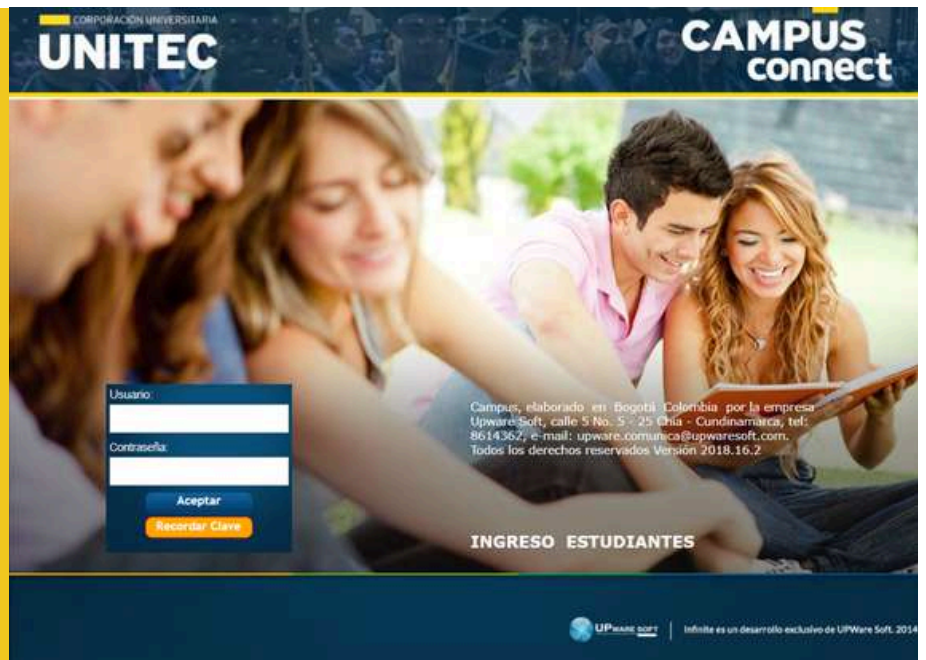 CORPORACIÓN UNIVERSITARIA
UNITEC
CAMPUS
connect
Usuario:
Contraseña:
Aceptar
Recordar Clave
Campus, elaborado en Bogotá Colombia por la empresa
Upware Soft, calle 5 No. 5 - 25 Chía - Cundinamarca, tel:
8614362, e-mail: upware.comunica@upwaresoft.com.
Todos los derechos reservados Versión 2018.16.2
INGRESO ESTUDIANTES
UPWARE SOFT
Infinite es un desarrollo exclusivo de UPWare Soft. 2014